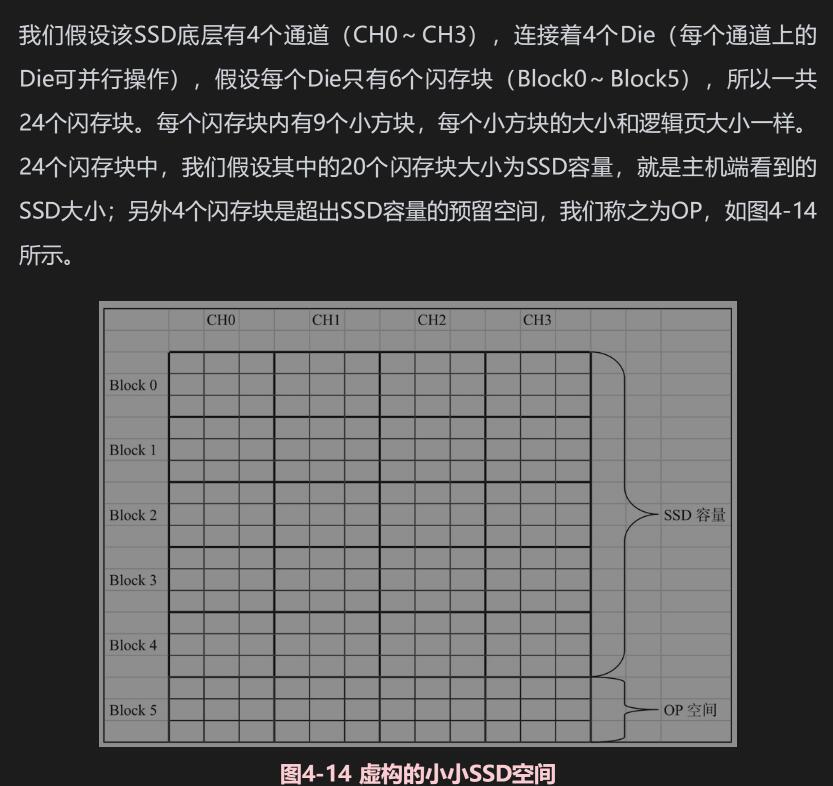 我们假设该SSD底层有4个通道（CH0～CH3），连接着4个Die（每个通道上的
Die可并行操作），假设每个Die只有6个闪存块（Block0～Block5），所以一共
24个闪存块。每个闪存块内有9个小方块，每个小方块的大小和逻辑页大小一样。
24个闪存块中，我们假设其中的20个闪存块大小为SSD容量，就是主机端看到的
SSD大小；另外4个闪存块是超出SSD容量的预留空间，我们称之为OP，如图4-14
所示。
CH0 CH1 CH2 CH3
Block 0
Block 1
Block 2
SSD 容量
Block 3
Block 4
Block 5
OP 空间
图4-14 虚构的小小SSD空间